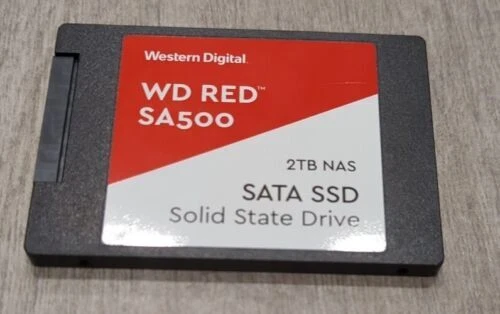 Western Digital.
WD RED™
SA500
2TB NAS
SATA SSD
Solid State Drive